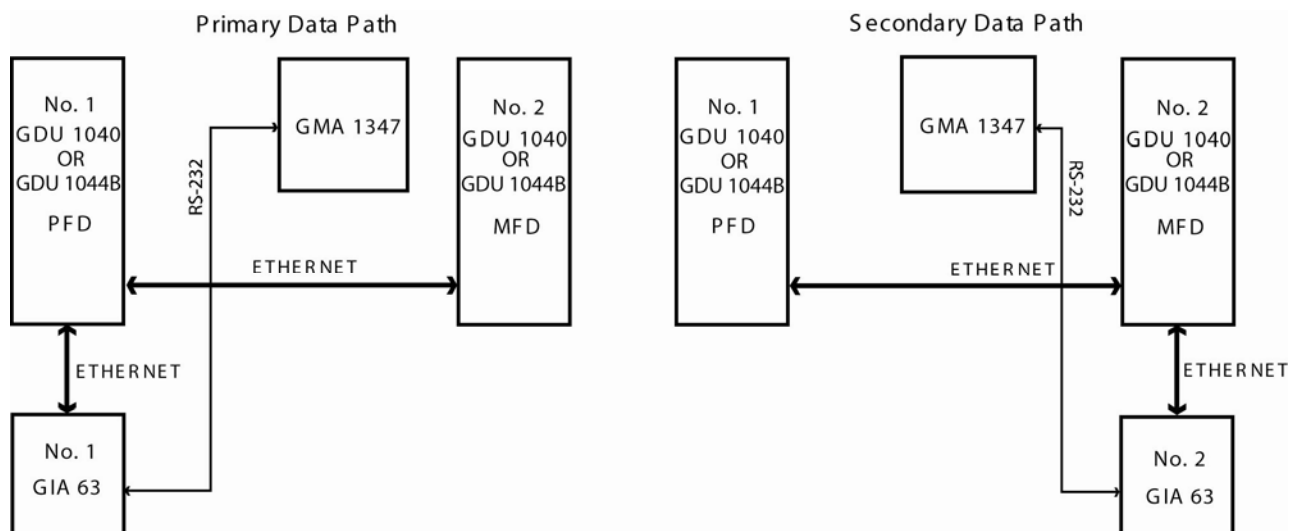 Primary Data Path
No. 1
GDU 1040
OR
GDU 1044B
PFD
GMA 1347
RS-232
No. 2
GDU 1040
OR
GDU 1044B
MFD
ETHERNET
ETHERNET
No. 1
GIA 63
Secondary Data Path
No. 1
GDU 1040
OR
GDU 1044B
PFD
GMA 1347
RS-232
No. 2
GDU 1040
OR
GDU 1044B
MFD
ETHERNET
ETHERNET
No. 2
GIA 63